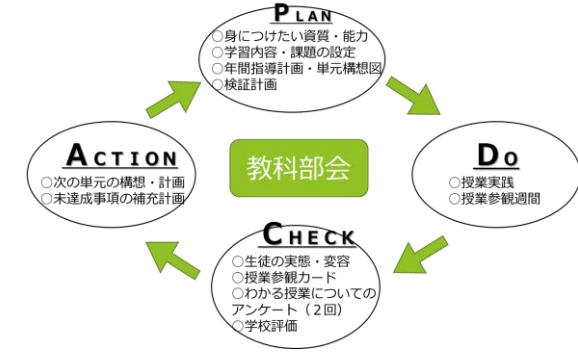 PLAN
○身につけたい資質・能力
○学習内容・課題の設定
○年間指導計画・単元構想図
○検証計画
ACTION
○次の単元の構想・計画
○未達成事項の補充計画
教科部会
DO
○授業実践
○授業参観週間
CHECK
○生徒の実態・変容
○授業参観カード
○わかる授業についての
アンケート（2回）
○学校評価